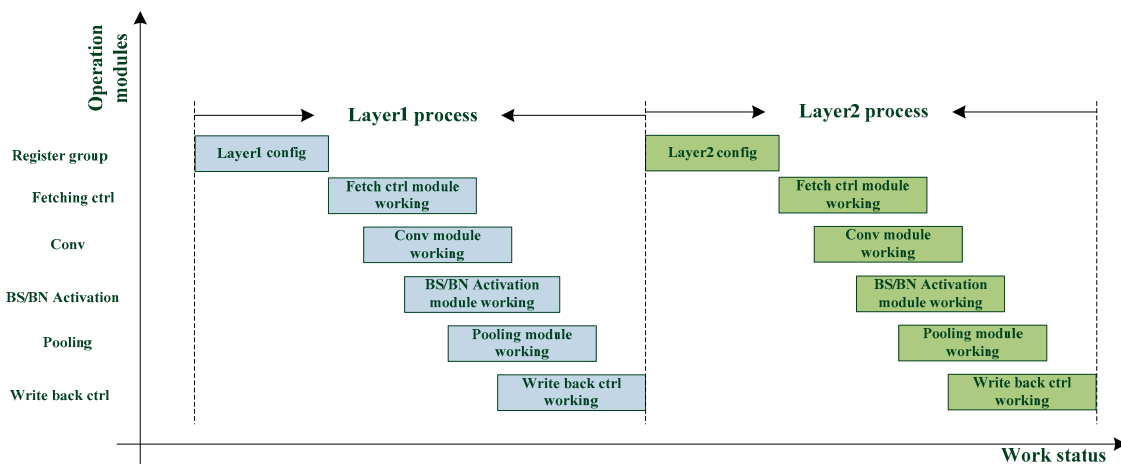 Operation
modules
Layer1 process
Layer2 process
Register group
Layer1 config
Layer2 config
Fetching ctrl
Fetch ctrl module
working
Fetch ctrl module
working
Conv
Conv module
working
Conv module
working
BS/BN Activation
BS/BN Activation
module working
BS/BN Activation
module working
Pooling
Pooling module
working
Pooling module
working
Write back ctrl
Write back ctrl
working
Write back ctrl
working
Work status